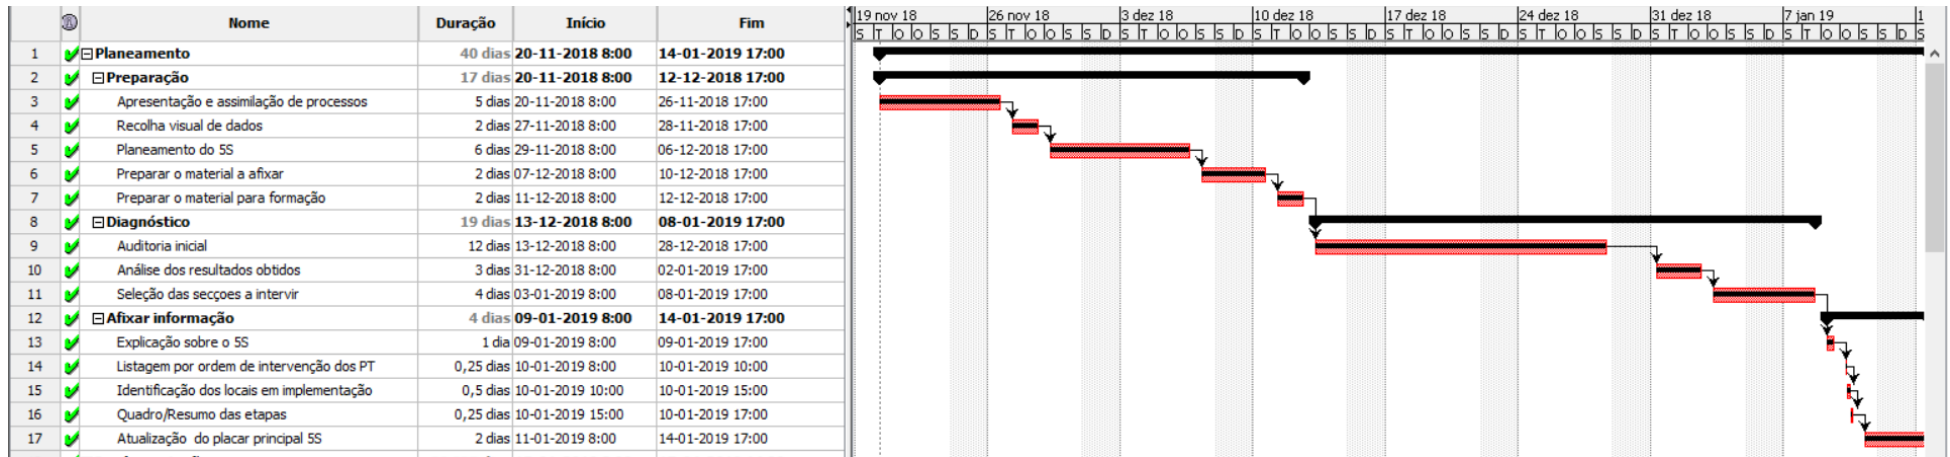 Nome Duração Início Fim
19 nov 18 26 nov 18 3 dez 18 10 dez 18 17 dez 18 24 dez 18 31 dez 18 7 jan 19 1
S T Q Q S S D S T Q Q S S D S T Q Q S S D S T Q Q S S D S T Q Q S S D S T Q Q S S D S T Q Q S S D S T Q Q S S D S
1 Planeamento 40 dias 20-11-2018 8:00 14-01-2019 17:00
2 Preparação 17 dias 20-11-2018 8:00 12-12-2018 17:00
3 Apresentação e assimilação de processos 5 dias 20-11-2018 8:00 26-11-2018 17:00
4 Recolha visual de dados 2 dias 27-11-2018 8:00 28-11-2018 17:00
5 Planeamento do 5S 6 dias 29-11-2018 8:00 06-12-2018 17:00
6 Preparar o material a afixar 2 dias 07-12-2018 8:00 10-12-2018 17:00
7 Preparar o material para formação 2 dias 11-12-2018 8:00 12-12-2018 17:00
8 Diagnóstico 19 dias 13-12-2018 8:00 08-01-2019 17:00
9 Auditoria inicial 12 dias 13-12-2018 8:00 28-12-2018 17:00
10 Análise dos resultados obtidos 3 dias 31-12-2018 8:00 02-01-2019 17:00
11 Seleção das secçoes a intervir 4 dias 03-01-2019 8:00 08-01-2019 17:00
12 Afixar informação 4 dias 09-01-2019 8:00 14-01-2019 17:00
13 Explicação sobre o 5S 1 dia 09-01-2019 8:00 09-01-2019 17:00
14 Listagem por ordem de intervenção dos PT 0,25 dias 10-01-2019 8:00 10-01-2019 10:00
15 Identificação dos locais em implementação 0,5 dias 10-01-2019 10:00 10-01-2019 15:00
16 Quadro/Resumo das etapas 0,25 dias 10-01-2019 15:00 10-01-2019 17:00
17 Atualização do placar principal 5S 2 dias 11-01-2019 8:00 14-01-2019 17:00